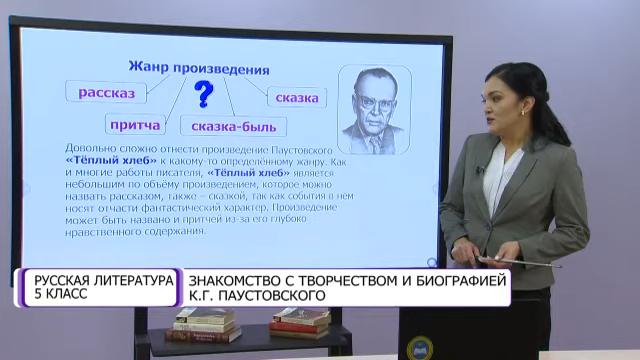 Жанр произведения
рассказ
?
сказка
притча
сказка-быль
Довольно сложно отнести произведение Паустовского
«Тёплый хлеб» к какому-то определённому жанру. Как
и многие работы писателя, «Тёплый хлеб» является
небольшим по объёму произведением, которое можно
назвать рассказом, также – сказкой, так как события в нём
носят отчасти фантастический характер. Произведение
может быть названо и притчей из-за его глубоко
нравственного содержания.
РУССКАЯ ЛИТЕРАТУРА
5 КЛАСС
ЗНАКОМСТВО С ТВОРЧЕСТВОМ И БИОГРАФИЕЙ
К.Г. ПАУСТОВСКОГО